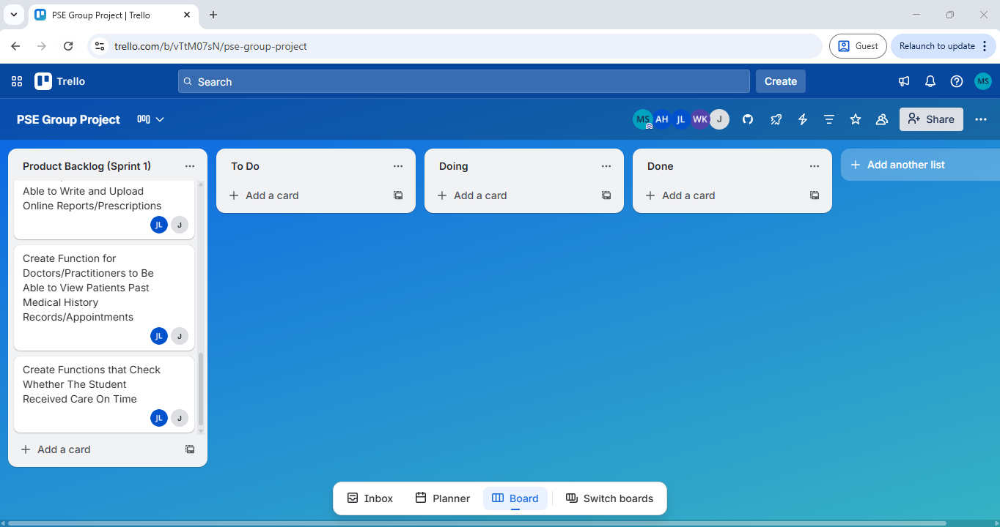 PSE Group Project | Trello
trello.com/b/vTtM07sN/pse-group-project
Guest
Relaunch to update
Trello
Search
Create
MS
PSE Group Project
MS
AH
JL
WK
J
Share
Product Backlog (Sprint 1)
Able to Write and Upload
Online Reports/Prescriptions
JL
J
Create Function for
Doctors/Practitioners to Be
Able to View Patients Past
Medical History
Records/Appointments
JL
J
Create Functions that Check
Whether The Student
Received Care On Time
JL
J
Add a card
To Do
Add a card
Doing
Add a card
Done
Add a card
Add another list
Inbox
Planner
Board
Switch boards